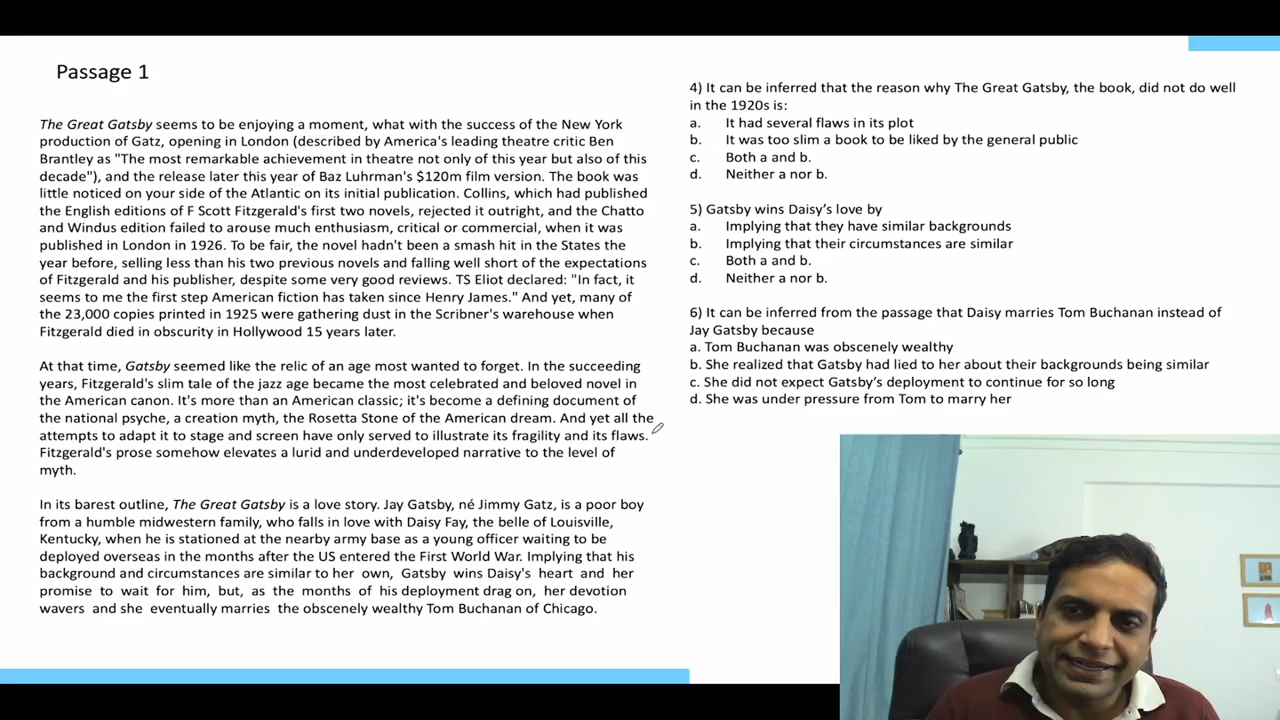 Passage 1
The Great Gatsby seems to be enjoying a moment, what with the success of the New York
production of Gatz, opening in London (described by America's leading theatre critic Ben
Brantley as "The most remarkable achievement in theatre not only of this year but also of this
decade"), and the release later this year of Baz Luhrman's $120m film version. The book was
little noticed on your side of the Atlantic on its initial publication. Collins, which had published
the English editions of F Scott Fitzgerald's first two novels, rejected it outright, and the Chatto
and Windus edition failed to arouse much enthusiasm, critical or commercial, when it was
published in London in 1926. To be fair, the novel hadn't been a smash hit in the States the
year before, selling less than his two previous novels and falling well short of the expectations
of Fitzgerald and his publisher, despite some very good reviews. TS Eliot declared: "In fact, it
seems to me the first step American fiction has taken since Henry James." And yet, many of
the 23,000 copies printed in 1925 were gathering dust in the Scribner's warehouse when
Fitzgerald died in obscurity in Hollywood 15 years later.
At that time, Gatsby seemed like the relic of an age most wanted to forget. In the succeeding
years, Fitzgerald's slim tale of the jazz age became the most celebrated and beloved novel in
the American canon. It's more than an American classic; it's become a defining document of
the national psyche, a creation myth, the Rosetta Stone of the American dream. And yet all the
attempts to adapt it to stage and screen have only served to illustrate its fragility and its flaws.
Fitzgerald's prose somehow elevates a lurid and underdeveloped narrative to the level of
myth.
In its barest outline, The Great Gatsby is a love story. Jay Gatsby, né Jimmy Gatz, is a poor boy
from a humble midwestern family, who falls in love with Daisy Fay, the belle of Louisville,
Kentucky, when he is stationed at the nearby army base as a young officer waiting to be
deployed overseas in the months after the US entered the First World War. Implying that his
background and circumstances are similar to her own, Gatsby wins Daisy's heart and her
promise to wait for him, but, as the months of his deployment drag on, her devotion
wavers and she eventually marries the obscenely wealthy Tom Buchanan of Chicago.
4) It can be inferred that the reason why The Great Gatsby, the book, did not do well
in the 1920s is:
a. It had several flaws in its plot
b. It was too slim a book to be liked by the general public
c. Both a and b.
d. Neither a nor b.
5) Gatsby wins Daisy's love by
a. Implying that they have similar backgrounds
b. Implying that their circumstances are similar
c. Both a and b.
d. Neither a nor b.
6) It can be inferred from the passage that Daisy marries Tom Buchanan instead of
Jay Gatsby because
a. Tom Buchanan was obscenely wealthy
b. She realized that Gatsby had lied to her about their backgrounds being similar
c. She did not expect Gatsby's deployment to continue for so long
d. She was under pressure from Tom to marry her